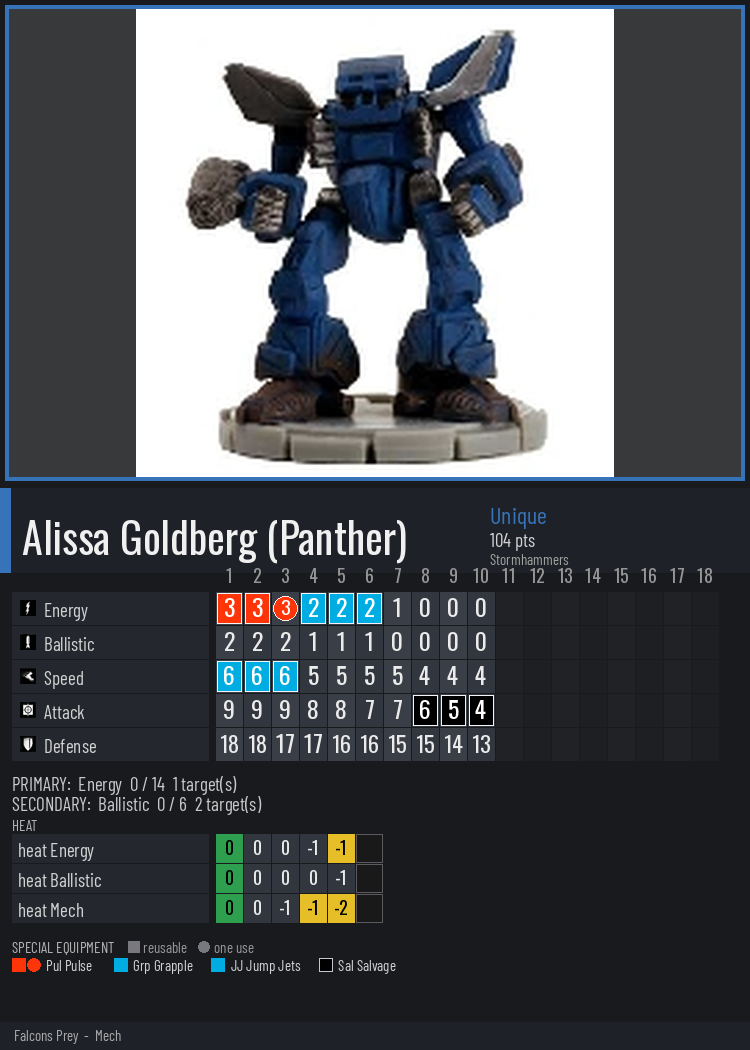 Alissa Goldberg (Panther)
Unique
104 pts
Stormhammers
1 2 3 4 5 6 7 8 9 10 11 12 13 14 15 16 17 18
Energy 3 3 3 2 2 2 1 0 0 0
Ballistic 2 2 2 1 1 1 0 0 0 0
Speed 6 6 6 5 5 5 5 4 4 4
Attack 9 9 9 8 8 7 7 6 5 4
Defense 18 18 17 17 16 16 15 15 14 13
PRIMARY: Energy 0 / 14 1 target(s)
SECONDARY: Ballistic 0 / 6 2 target(s)
HEAT
heat Energy 0 0 0 -1 -1
heat Ballistic 0 0 0 0 -1
heat Mech 0 0 -1 -1 -2
SPECIAL EQUIPMENT reusable one use
Pul Pulse Grp Grapple JJ Jump Jets Sal Salvage
Falcons Prey - Mech